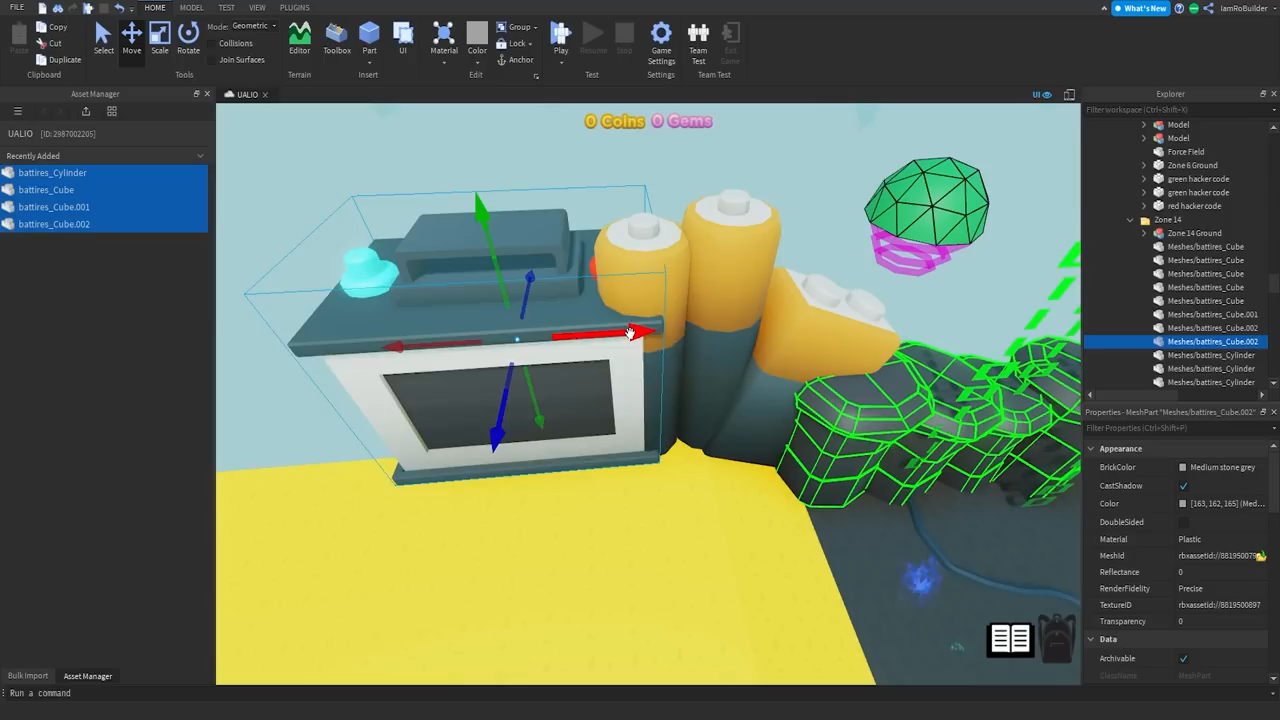 FILE HOME MODEL TEST VIEW PLUGINS What's New IamRoBuilder
Paste Copy Cut Duplicate Select Move Scale Rotate Mode: Geometric Collisions Join Surfaces Editor Toolbox Part UI Material Color Group Lock Anchor Play Resume Stop Game Settings Team Test Exit Game
Clipboard Tools Terrain Insert Edit Test Settings Team Test
Asset Manager
UALIO
UI
Explorer
Filter workspace (Ctrl+Shift+X)
UALIO [ID:2987002205]
Recently Added
battires_Cylinder
battires_Cube
battires_Cube.001
battires_Cube.002
0 Coins 0 Gems
Model
Model
Force Field
Zone 6 Ground
green hacker code
green hacker code
red hacker code
Zone 14
Zone 14 Ground
Meshes/battires_Cube
Meshes/battires_Cube
Meshes/battires_Cube
Meshes/battires_Cube
Meshes/battires_Cube
Meshes/battires_Cube.001
Meshes/battires_Cube.002
Meshes/battires_Cube.002
Meshes/battires_Cylinder
Meshes/battires_Cylinder
Meshes/battires_Cylinder
Properties - MeshPart "Meshes/battires_Cube.002"
Filter Properties (Ctrl+Shift+P)
Appearance
BrickColor Medium stone grey
CastShadow
Color [163, 162, 165] (Med...
DoubleSided
Material Plastic
MeshId rbxassetid://881950079
Reflectance 0
RenderFidelity Precise
TextureID rbxassetid://8819500897
Transparency 0
Data
Archivable
ClassName MeshPart
Bulk Import Asset Manager
Run a command